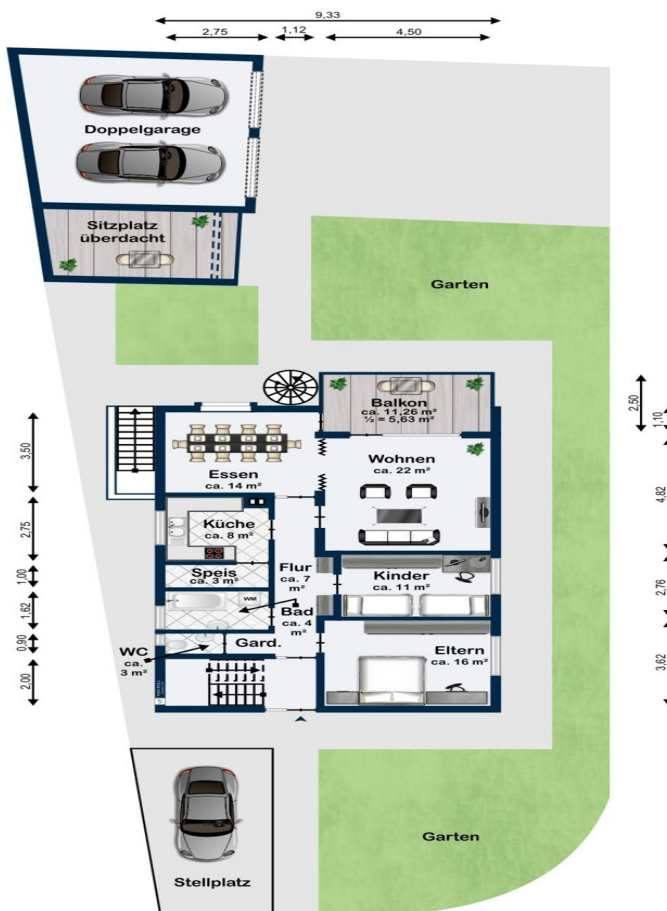 9,33
2,75 1,12 4,50
Doppelgarage
Sitzplatz
überdacht
Garten
Balkon
ca. 11,26 m²
½ = 5,63 m²
2,50
1,10
3,50
Essen
ca. 14 m²
Wohnen
ca. 22 m²
4,82
2,75
Küche
ca. 8 m²
Flur
ca. 7
m²
1,00
Speis
ca. 3 m²
Kinder
ca. 11 m²
2,76
1,62
WM
Bad
ca. 4
m²
0,90
WC
ca.
3 m²
Gard.
Eltern
ca. 16 m²
3,62
2,00
Garten
Stellplatz